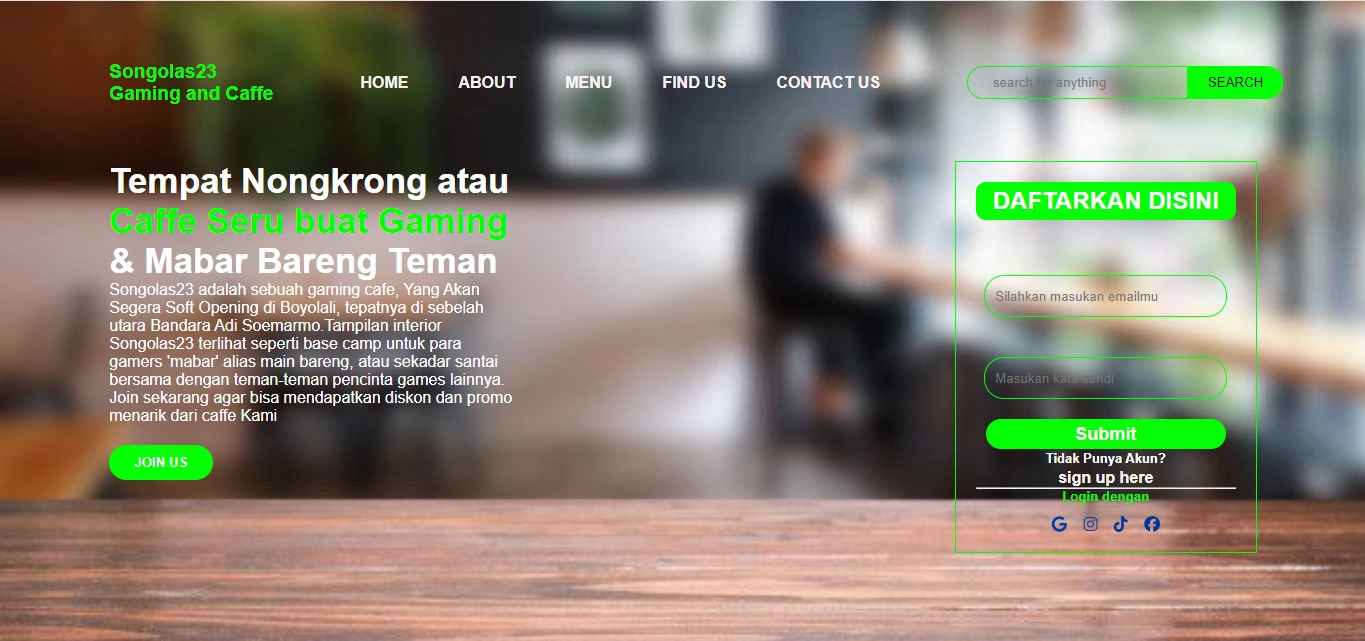 Songolas23
Gaming and Caffe
HOME
ABOUT
MENU
FIND US
CONTACT US
search for anything
SEARCH
Tempat Nongkrong atau
Caffe Seru buat Gaming
& Mabar Bareng Teman
Songolas23 adalah sebuah gaming cafe, Yang Akan
Segera Soft Opening di Boyolali, tepatnya di sebelah
utara Bandara Adi Soemarmo.Tampilan interior
Songolas23 terlihat seperti base camp untuk para
gamers 'mabar' alias main bareng, atau sekadar santai
bersama dengan teman-teman pencinta games lainnya.
Join sekarang agar bisa mendapatkan diskon dan promo
menarik dari caffe Kami
JOIN US
DAFTARKAN DISINI
Silahkan masukan emailmu
Masukan kata sandi
Submit
Tidak Punya Akun?
sign up here
Login dengan